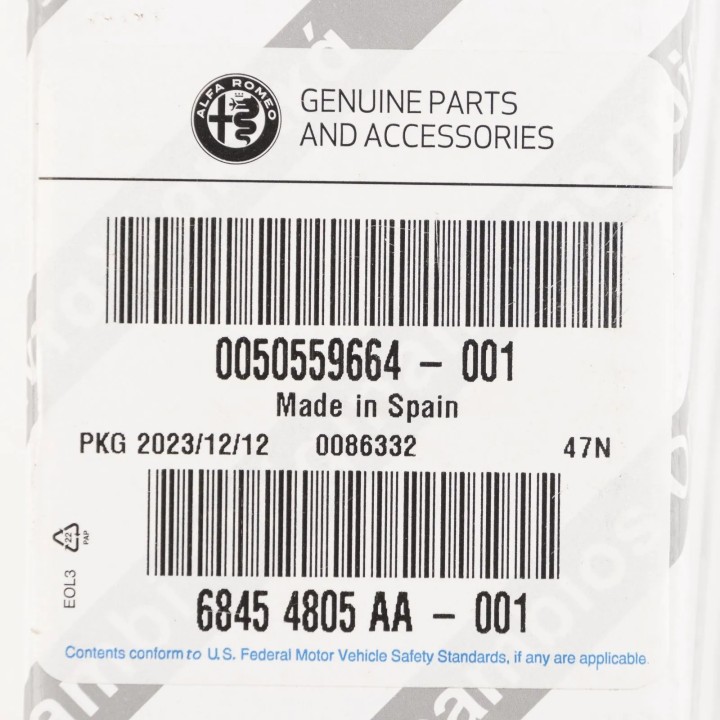 ALFA ROMEO
GENUINE PARTS
AND ACCESSORIES
0050559664 - 001
Made in Spain
PKG 2023/12/12 0086332 47N
22
PAP
EOL3
6845 4805 AA - 001
Contents conform to U.S. Federal Motor Vehicle Safety Standards, if any are applicable.